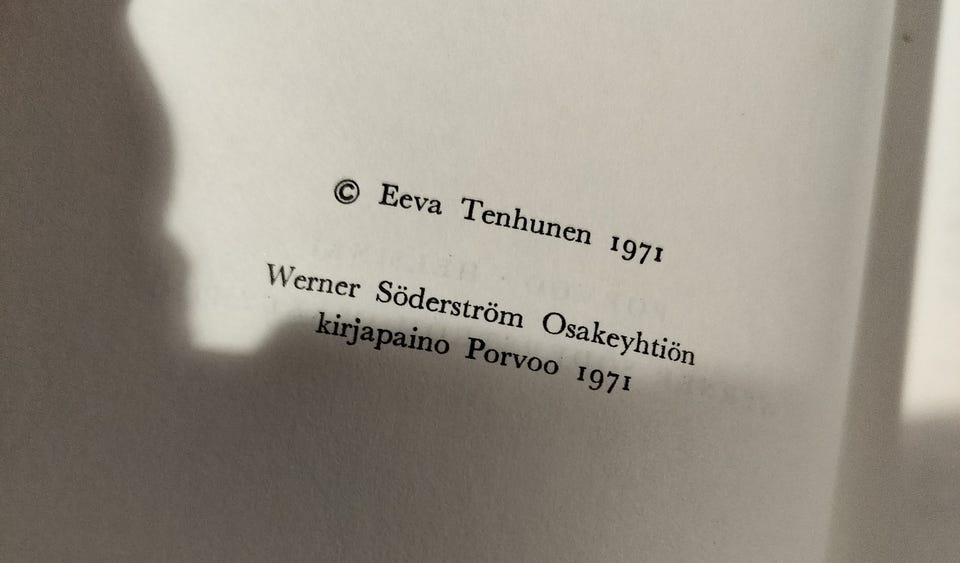 © Eeva Tenhunen 1971
Werner Söderström Osakeyhtiön
kirjapaino Porvoo 1971